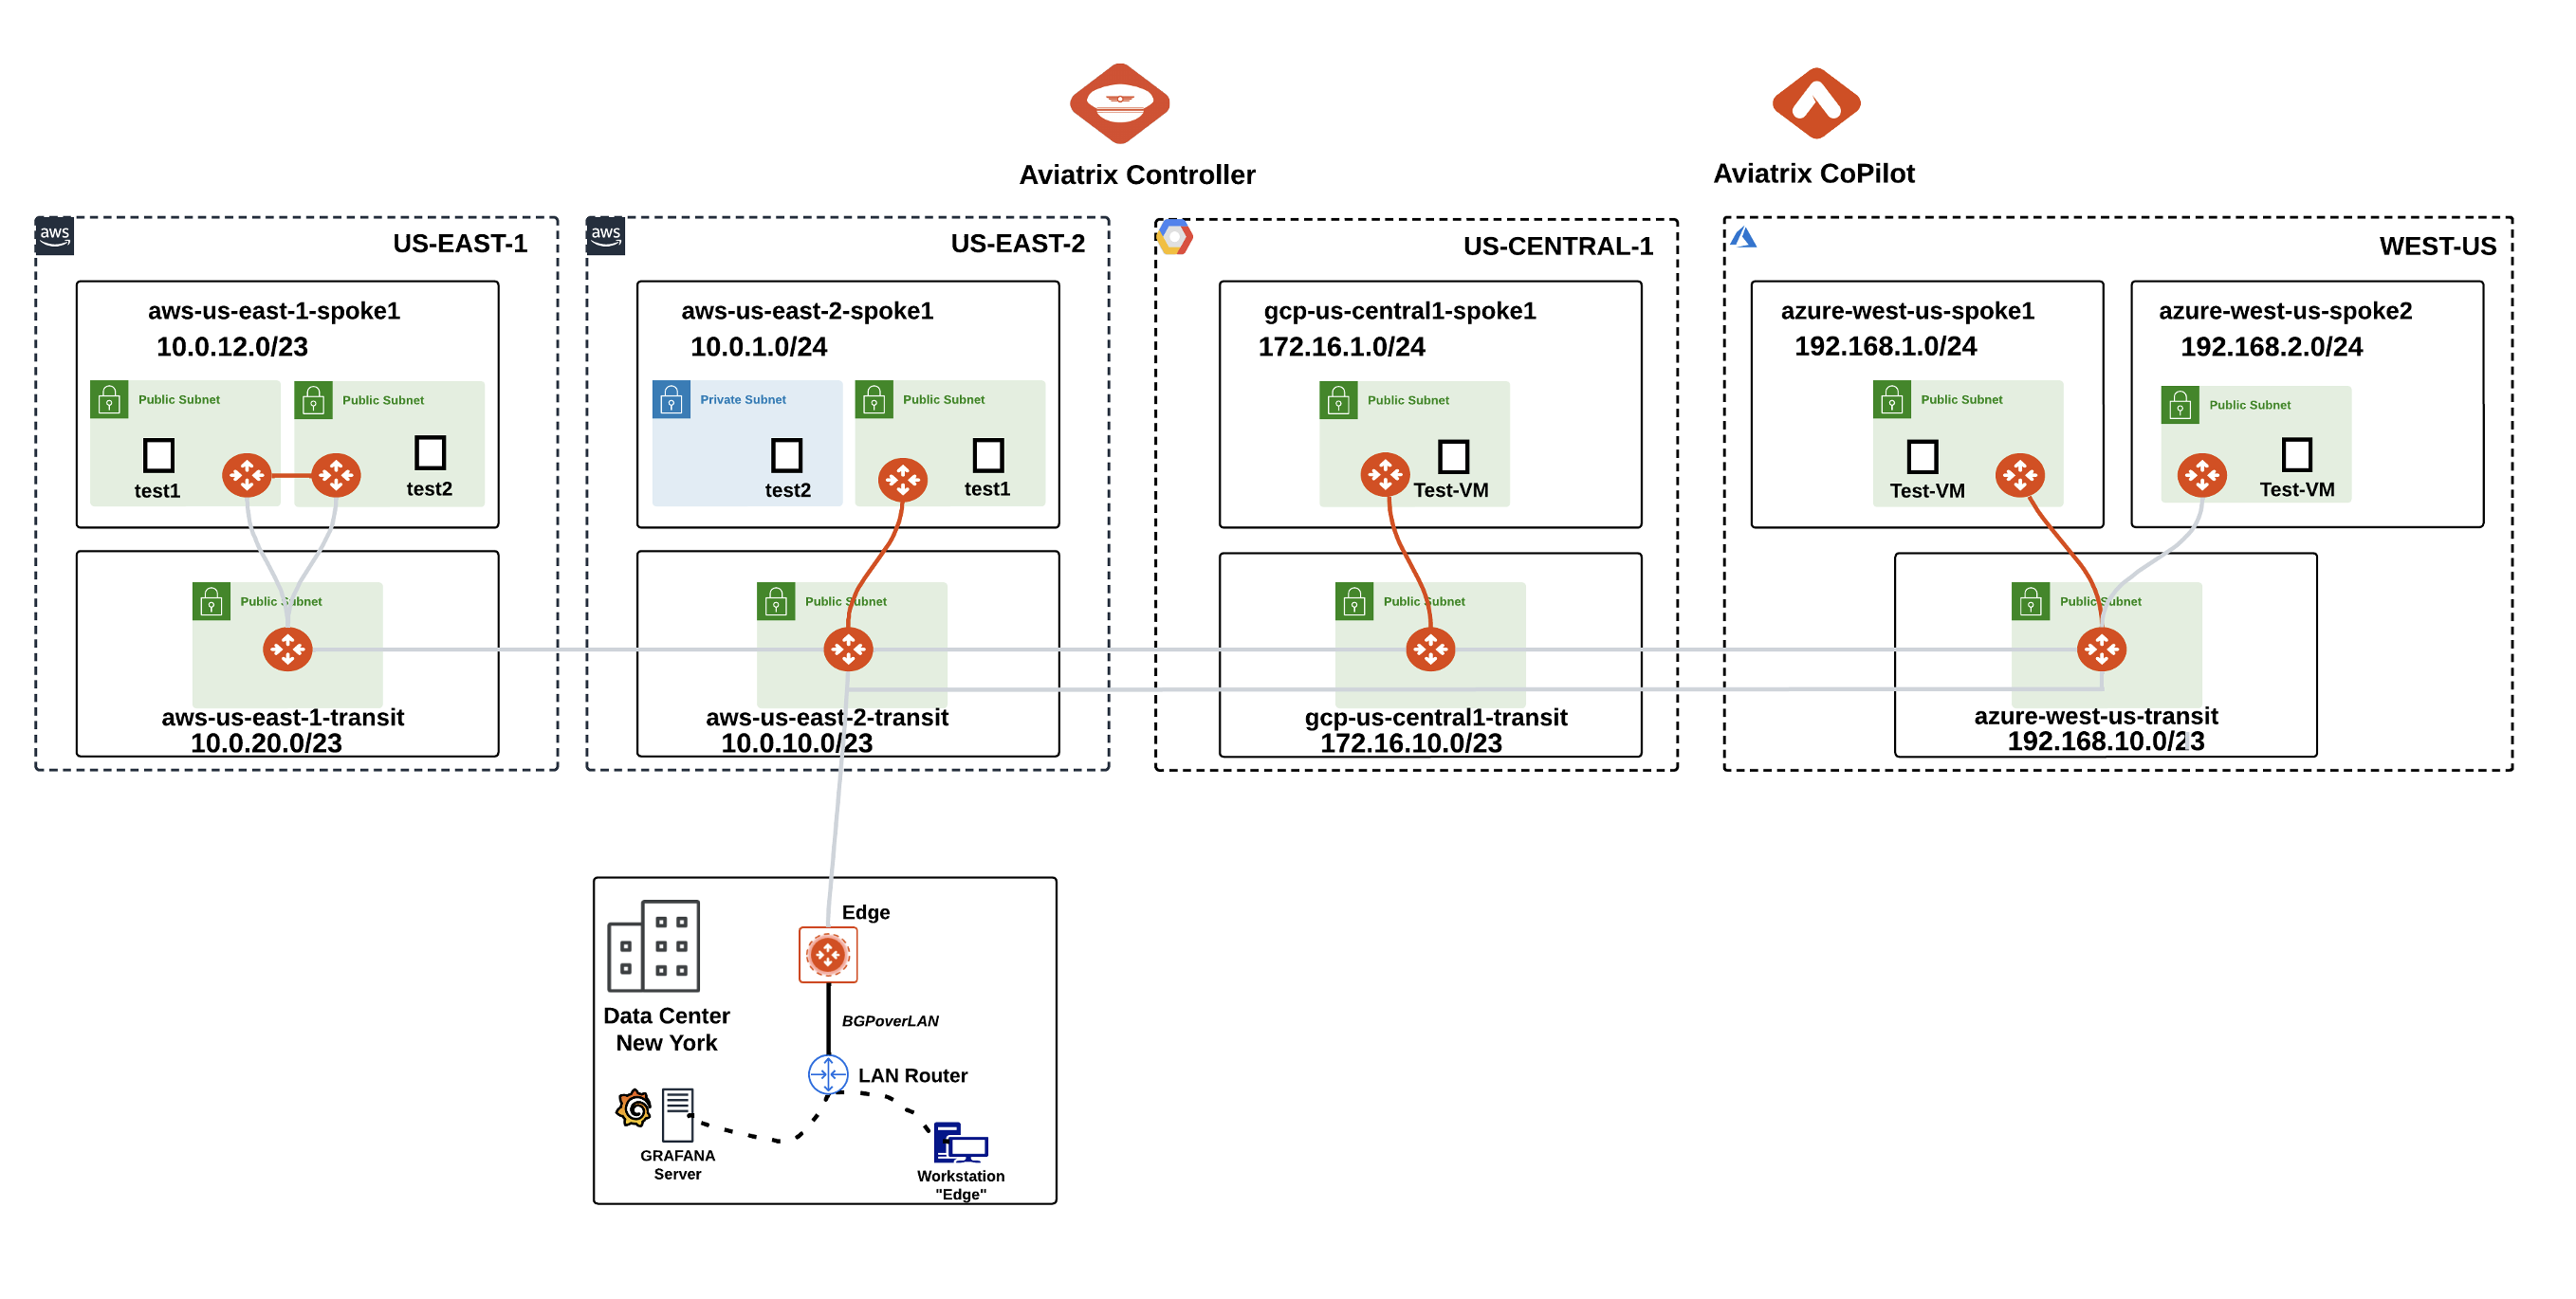 Aviatrix Controller
Aviatrix CoPilot
aws
US-EAST-1
aws-us-east-1-spoke1
10.0.12.0/23
Public Subnet
Public Subnet
test1
test2
Public Subnet
aws-us-east-1-transit
10.0.20.0/23
aws
US-EAST-2
aws-us-east-2-spoke1
10.0.1.0/24
Private Subnet
Public Subnet
test2
test1
Public Subnet
aws-us-east-2-transit
10.0.10.0/23
US-CENTRAL-1
gcp-us-central1-spoke1
172.16.1.0/24
Public Subnet
Test-VM
Public Subnet
gcp-us-central1-transit
172.16.10.0/23
WEST-US
azure-west-us-spoke1
192.168.1.0/24
Public Subnet
Test-VM
azure-west-us-spoke2
192.168.2.0/24
Public Subnet
Test-VM
Public Subnet
azure-west-us-transit
192.168.10.0/23
Edge
Data Center
New York
BGPoverLAN
LAN Router
GRAFANA
Server
Workstation
"Edge"